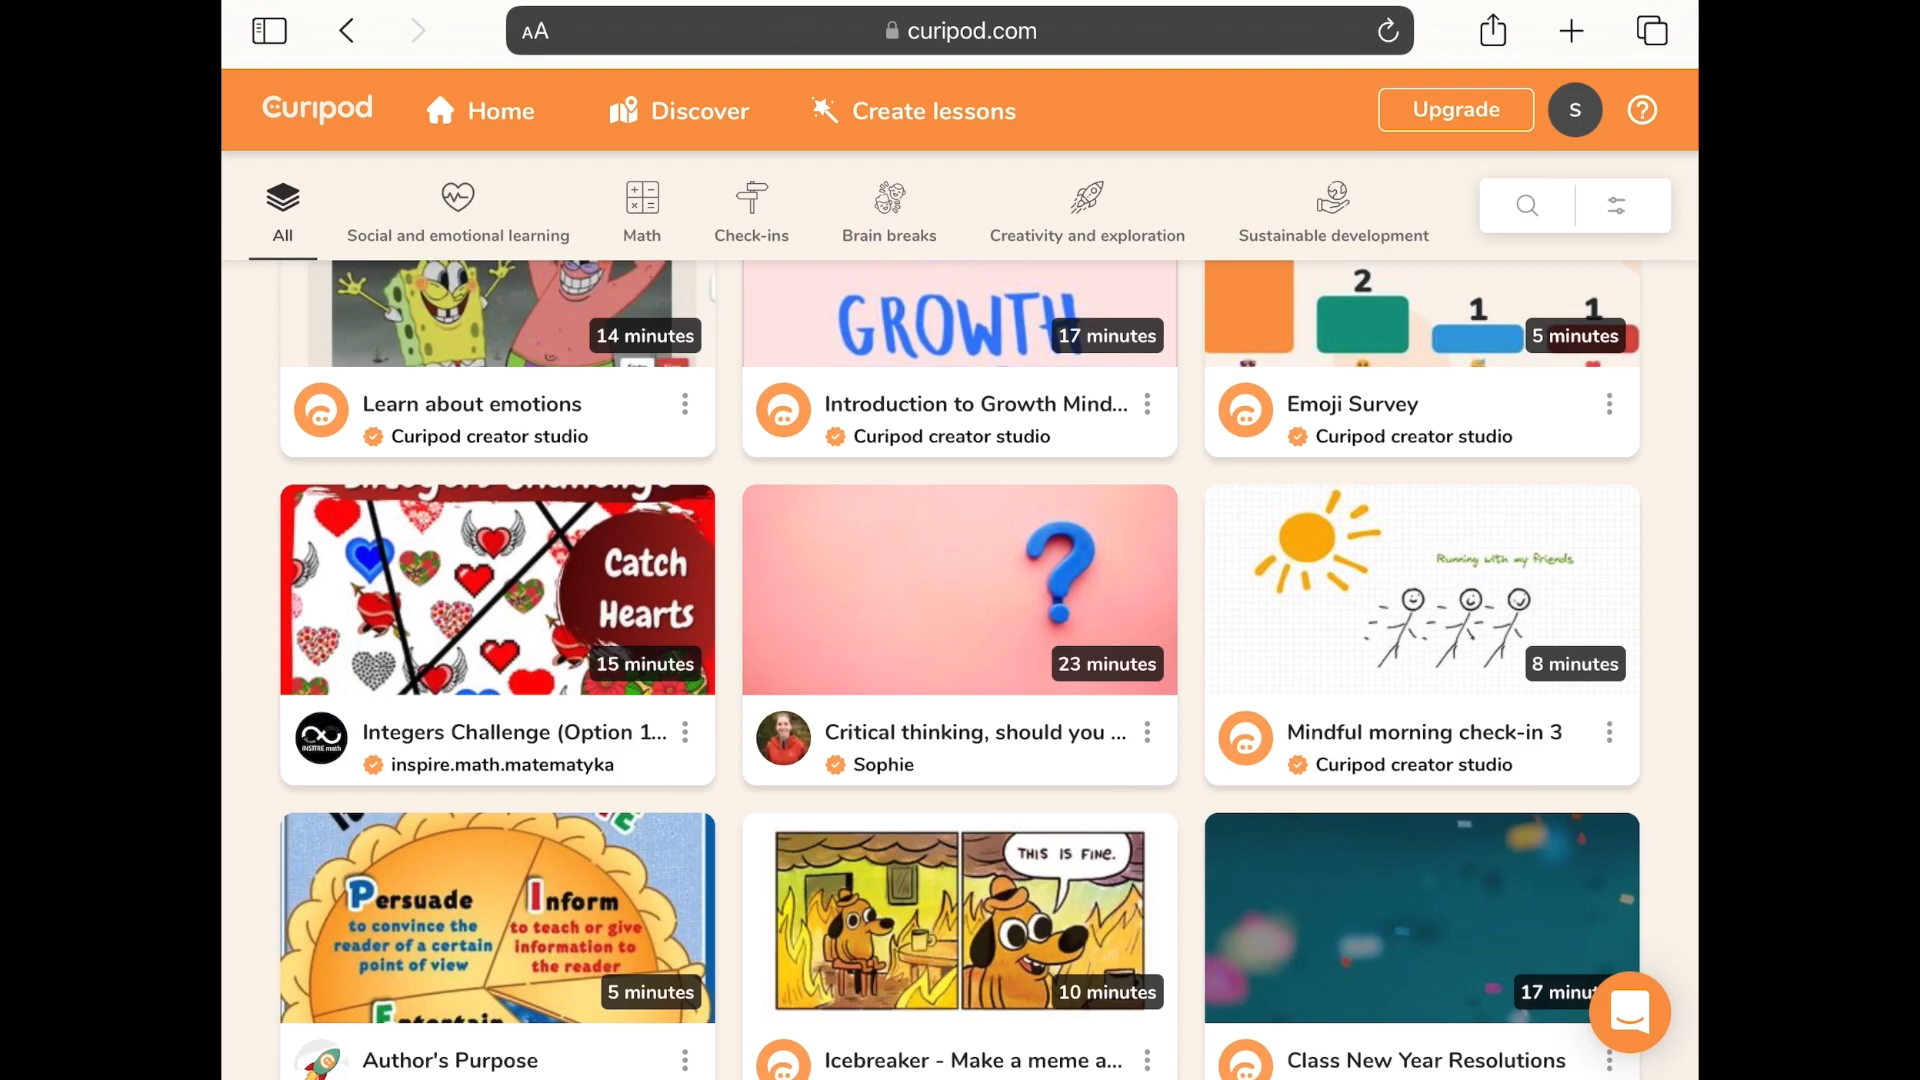 AA
curipod.com
Curipod
Home
Discover
Create lessons
Upgrade
S
?
All
Social and emotional learning
Math
Check-ins
Brain breaks
Creativity and exploration
Sustainable development
14 minutes
GROWTH
17 minutes
2
1
1
5 minutes
Learn about emotions
Curipod creator studio
Introduction to Growth Mind...
Curipod creator studio
Emoji Survey
Curipod creator studio
Catch
Hearts
15 minutes
?
23 minutes
Running with my friends
8 minutes
INSPIRE math
Integers Challenge (Option 1...
inspire.math.matematyka
Critical thinking, should you ...
Sophie
Mindful morning check-in 3
Curipod creator studio
Persuade
to convince the
reader of a certain
point of view
Inform
to teach or give
information to
the reader
5 minutes
THIS IS FINE.
10 minutes
17 minut
Author's Purpose
Icebreaker - Make a meme a...
Class New Year Resolutions